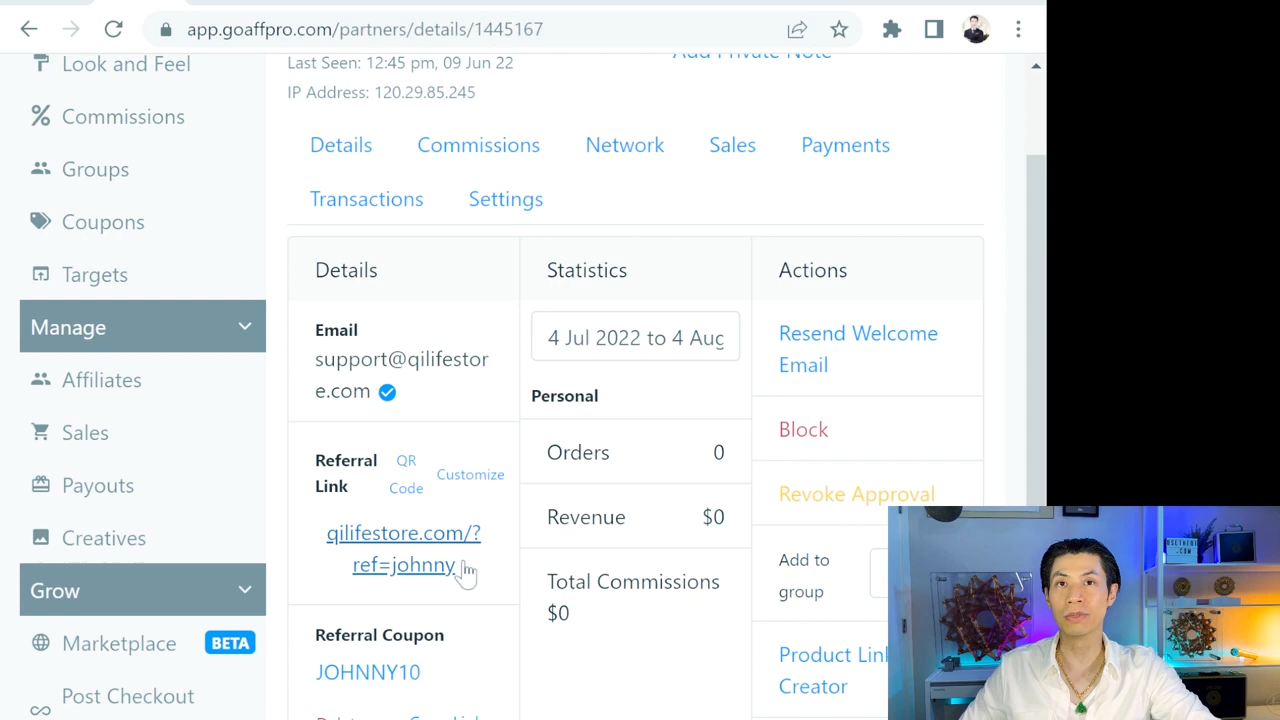 app.goaffpro.com/partners/details/1445167
Look and Feel
Commissions
Groups
Coupons
Targets
Manage
Affiliates
Sales
Payouts
Creatives
Grow
Marketplace BETA
Post Checkout
Last Seen: 12:45 pm, 09 Jun 22
Add Private Note
IP Address: 120.29.85.245
Details Commissions Network Sales Payments
Transactions Settings
Details
Email
support@qilifestor
e.com
Referral
Link
QR
Code
Customize
qilifestore.com/?
ref=johnny
Referral Coupon
JOHNNY10
Statistics
4 Jul 2022 to 4 Aug
Personal
Orders 0
Revenue $0
Total Commissions
$0
Actions
Resend Welcome
Email
Block
Revoke Approval
Add to
group
Product Link
Creator